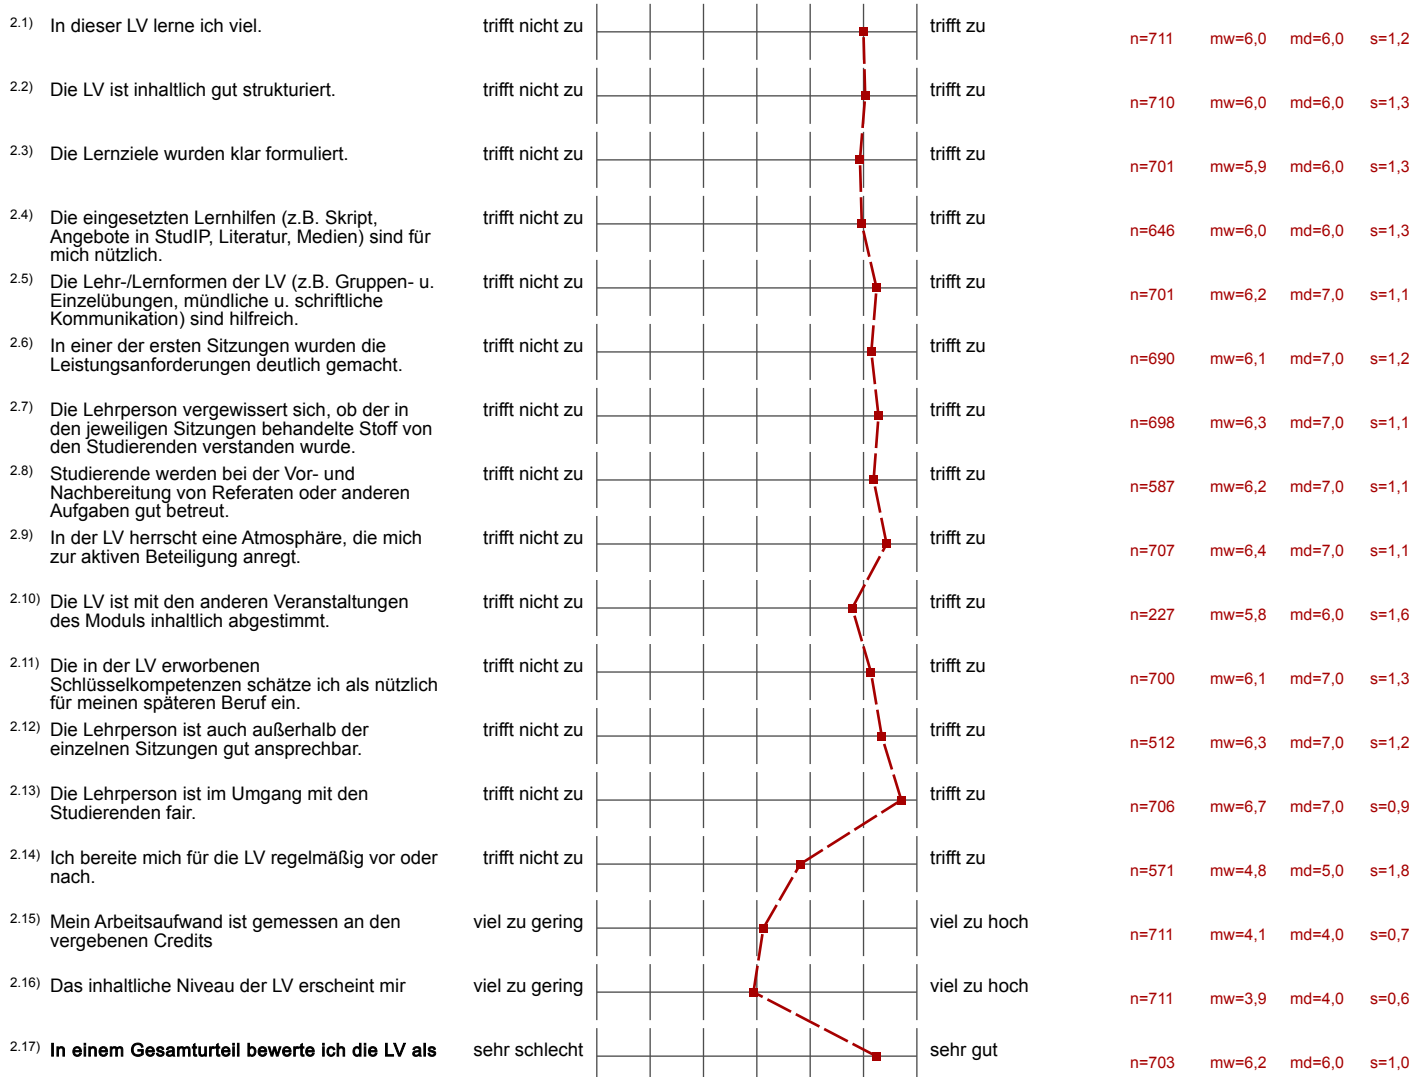 2.1) In dieser LV lerne ich viel. trifft nicht zu trifft zu n=711 mw=6,0 md=6,0 s=1,2
2.2) Die LV ist inhaltlich gut strukturiert. trifft nicht zu trifft zu n=710 mw=6,0 md=6,0 s=1,3
2.3) Die Lernziele wurden klar formuliert. trifft nicht zu trifft zu n=701 mw=5,9 md=6,0 s=1,3
2.4) Die eingesetzten Lernhilfen (z.B. Skript, trifft nicht zu trifft zu
Angebote in StudIP, Literatur, Medien) sind für n=646 mw=6,0 md=6,0 s=1,3
mich nützlich.
2.5) Die Lehr-/Lernformen der LV (z.B. Gruppen- u. trifft nicht zu trifft zu
Einzelübungen, mündliche u. schriftliche n=701 mw=6,2 md=7,0 s=1,1
Kommunikation) sind hilfreich.
2.6) In einer der ersten Sitzungen wurden die trifft nicht zu trifft zu
Leistungsanforderungen deutlich gemacht. n=690 mw=6,1 md=7,0 s=1,2
2.7) Die Lehrperson vergewissert sich, ob der in trifft nicht zu trifft zu
den jeweiligen Sitzungen behandelte Stoff von n=698 mw=6,3 md=7,0 s=1,1
den Studierenden verstanden wurde.
2.8) Studierende werden bei der Vor- und trifft nicht zu trifft zu
Nachbereitung von Referaten oder anderen n=587 mw=6,2 md=7,0 s=1,1
Aufgaben gut betreut.
2.9) In der LV herrscht eine Atmosphäre, die mich trifft nicht zu trifft zu
zur aktiven Beteiligung anregt. n=707 mw=6,4 md=7,0 s=1,1
2.10) Die LV ist mit den anderen Veranstaltungen trifft nicht zu trifft zu
des Moduls inhaltlich abgestimmt. n=227 mw=5,8 md=6,0 s=1,6
2.11) Die in der LV erworbenen trifft nicht zu trifft zu
Schlüsselkompetenzen schätze ich als nützlich n=700 mw=6,1 md=7,0 s=1,3
für meinen späteren Beruf ein.
2.12) Die Lehrperson ist auch außerhalb der trifft nicht zu trifft zu
einzelnen Sitzungen gut ansprechbar. n=512 mw=6,3 md=7,0 s=1,2
2.13) Die Lehrperson ist im Umgang mit den trifft nicht zu trifft zu
Studierenden fair. n=706 mw=6,7 md=7,0 s=0,9
2.14) Ich bereite mich für die LV regelmäßig vor oder trifft nicht zu trifft zu
nach. n=571 mw=4,8 md=5,0 s=1,8
2.15) Mein Arbeitsaufwand ist gemessen an den viel zu gering viel zu hoch
vergebenen Credits n=711 mw=4,1 md=4,0 s=0,7
2.16) Das inhaltliche Niveau der LV erscheint mir viel zu gering viel zu hoch n=711 mw=3,9 md=4,0 s=0,6
2.17) In einem Gesamturteil bewerte ich die LV als sehr schlecht sehr gut n=703 mw=6,2 md=6,0 s=1,0